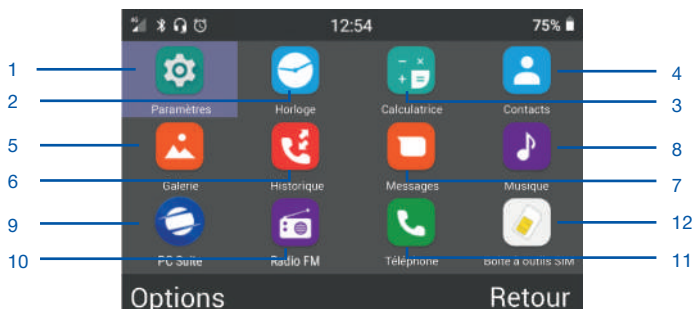 4G 12:54 75%
1
4
2
3
Paramètres Horloge Calculatrice Contacts
5
8
6
7
Galerie Historique Messages Musique
9
12
10
11
PC Suite Radio FM Téléphone Boîte à outils SIM
Options Retour